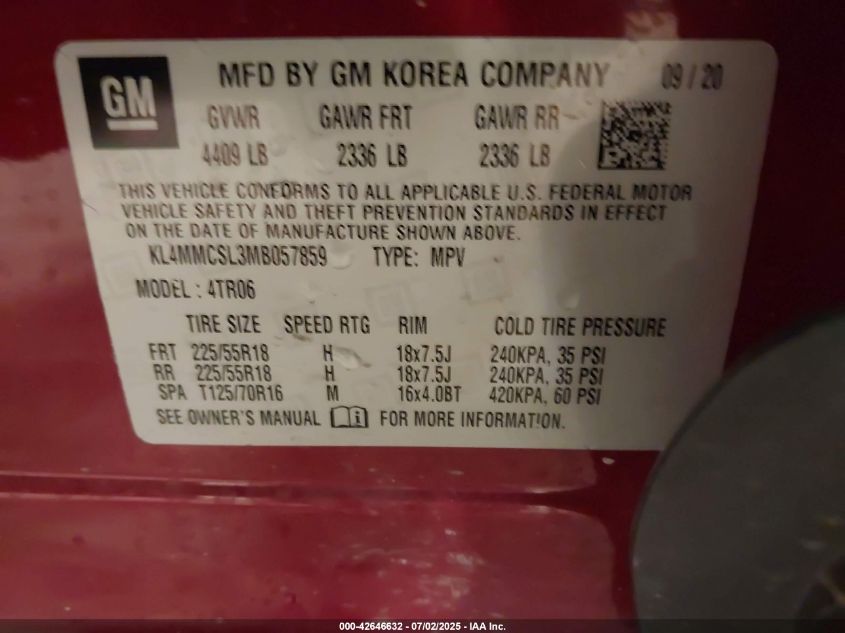 GM MFD BY GM KOREA COMPANY 09/20
GVWR GAWR FRT GAWR RR
4409 LB 2336 LB 2336 LB
THIS VEHICLE CONFORMS TO ALL APPLICABLE U.S. FEDERAL MOTOR
VEHICLE SAFETY AND THEFT PREVENTION STANDARDS IN EFFECT
ON THE DATE OF MANUFACTURE SHOWN ABOVE.
KL4MMCSL3MB057859 TYPE: MPV
MODEL: 4TR06
TIRE SIZE SPEED RTG RIM COLD TIRE PRESSURE
FRT 225/55R18 H 18x7.5J 240KPA, 35 PSI
RR 225/55R18 H 18x7.5J 240KPA, 35 PSI
SPA T125/70R16 M 16x4.0BT 420KPA, 60 PSI
SEE OWNER'S MANUAL FOR MORE INFORMATION.
000-42646632 - 07/02/2025 - IAA Inc.